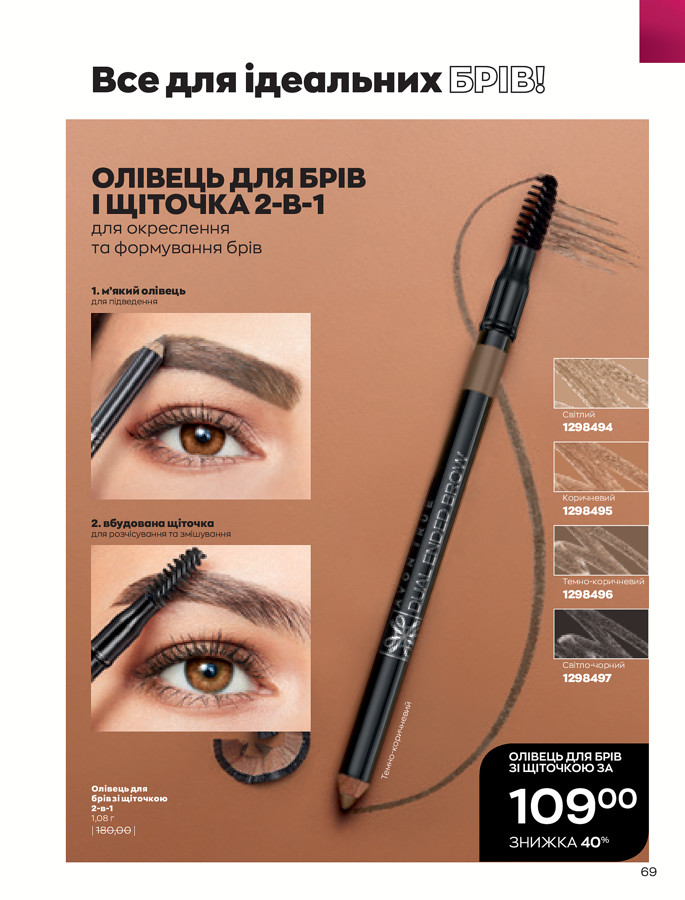 Все для ідеальних БРІВ!
ОЛІВЕЦЬ ДЛЯ БРІВ
І ЩІТОЧКА 2-В-1
для окреслення
та формування брів
1. м'який олівець
для підведення
2. вбудована щіточка
для розчісування та змішування
AVON TRUE
DUAL ENDED BROW
Темно-коричневий
Світлий
1298494
Коричневий
1298495
Темно-коричневий
1298496
Світло-чорний
1298497
Олівець для
брів зі щіточкою
2-в-1
1,08 г
| 180,00 |
ОЛІВЕЦЬ ДЛЯ БРІВ
ЗІ ЩІТОЧКОЮ ЗА
109⁰⁰
ЗНИЖКА 40%
69